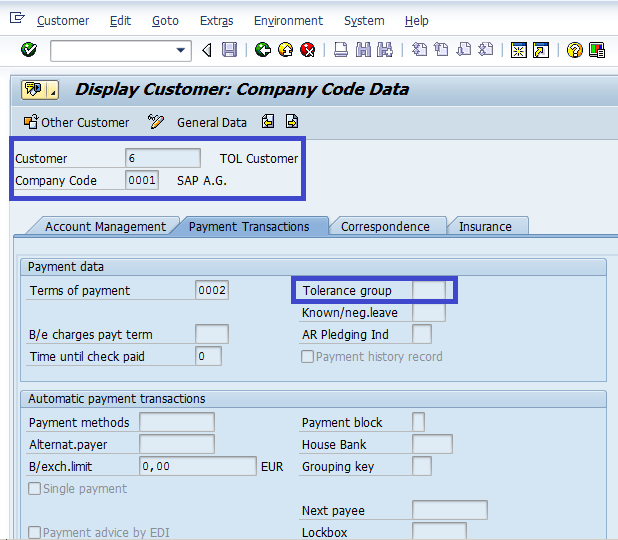 Customer Edit Goto Extras Environment System Help
Display Customer: Company Code Data
Other Customer General Data
Customer 6 TOL Customer
Company Code 0001 SAP A.G.
Account Management Payment Transactions Correspondence Insurance
Payment data
Terms of payment 0002 Tolerance group
Known/neg.leave
B/e charges payt term AR Pledging Ind
Time until check paid 0 Payment history record
Automatic payment transactions
Payment methods Payment block
Alternat.payer House Bank
B/exch.limit 0,00 EUR Grouping key
Single payment
Next payee
Payment advice by EDI Lockbox